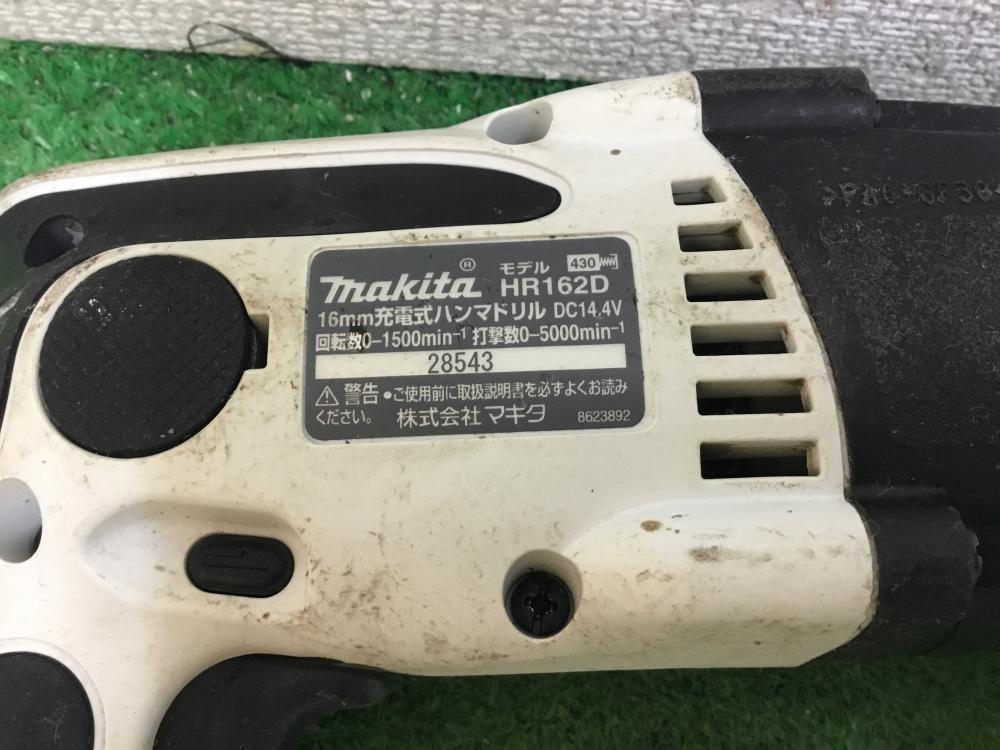 makita® モデル HR162D 430
16mm充電式ハンマドリル DC14.4V
回転数0-1500min⁻¹ 打撃数0-5000min⁻¹
28543
⚠警告 ●ご使用前に取扱説明書を必ずよくお読み
ください。 株式会社マキタ 8623892